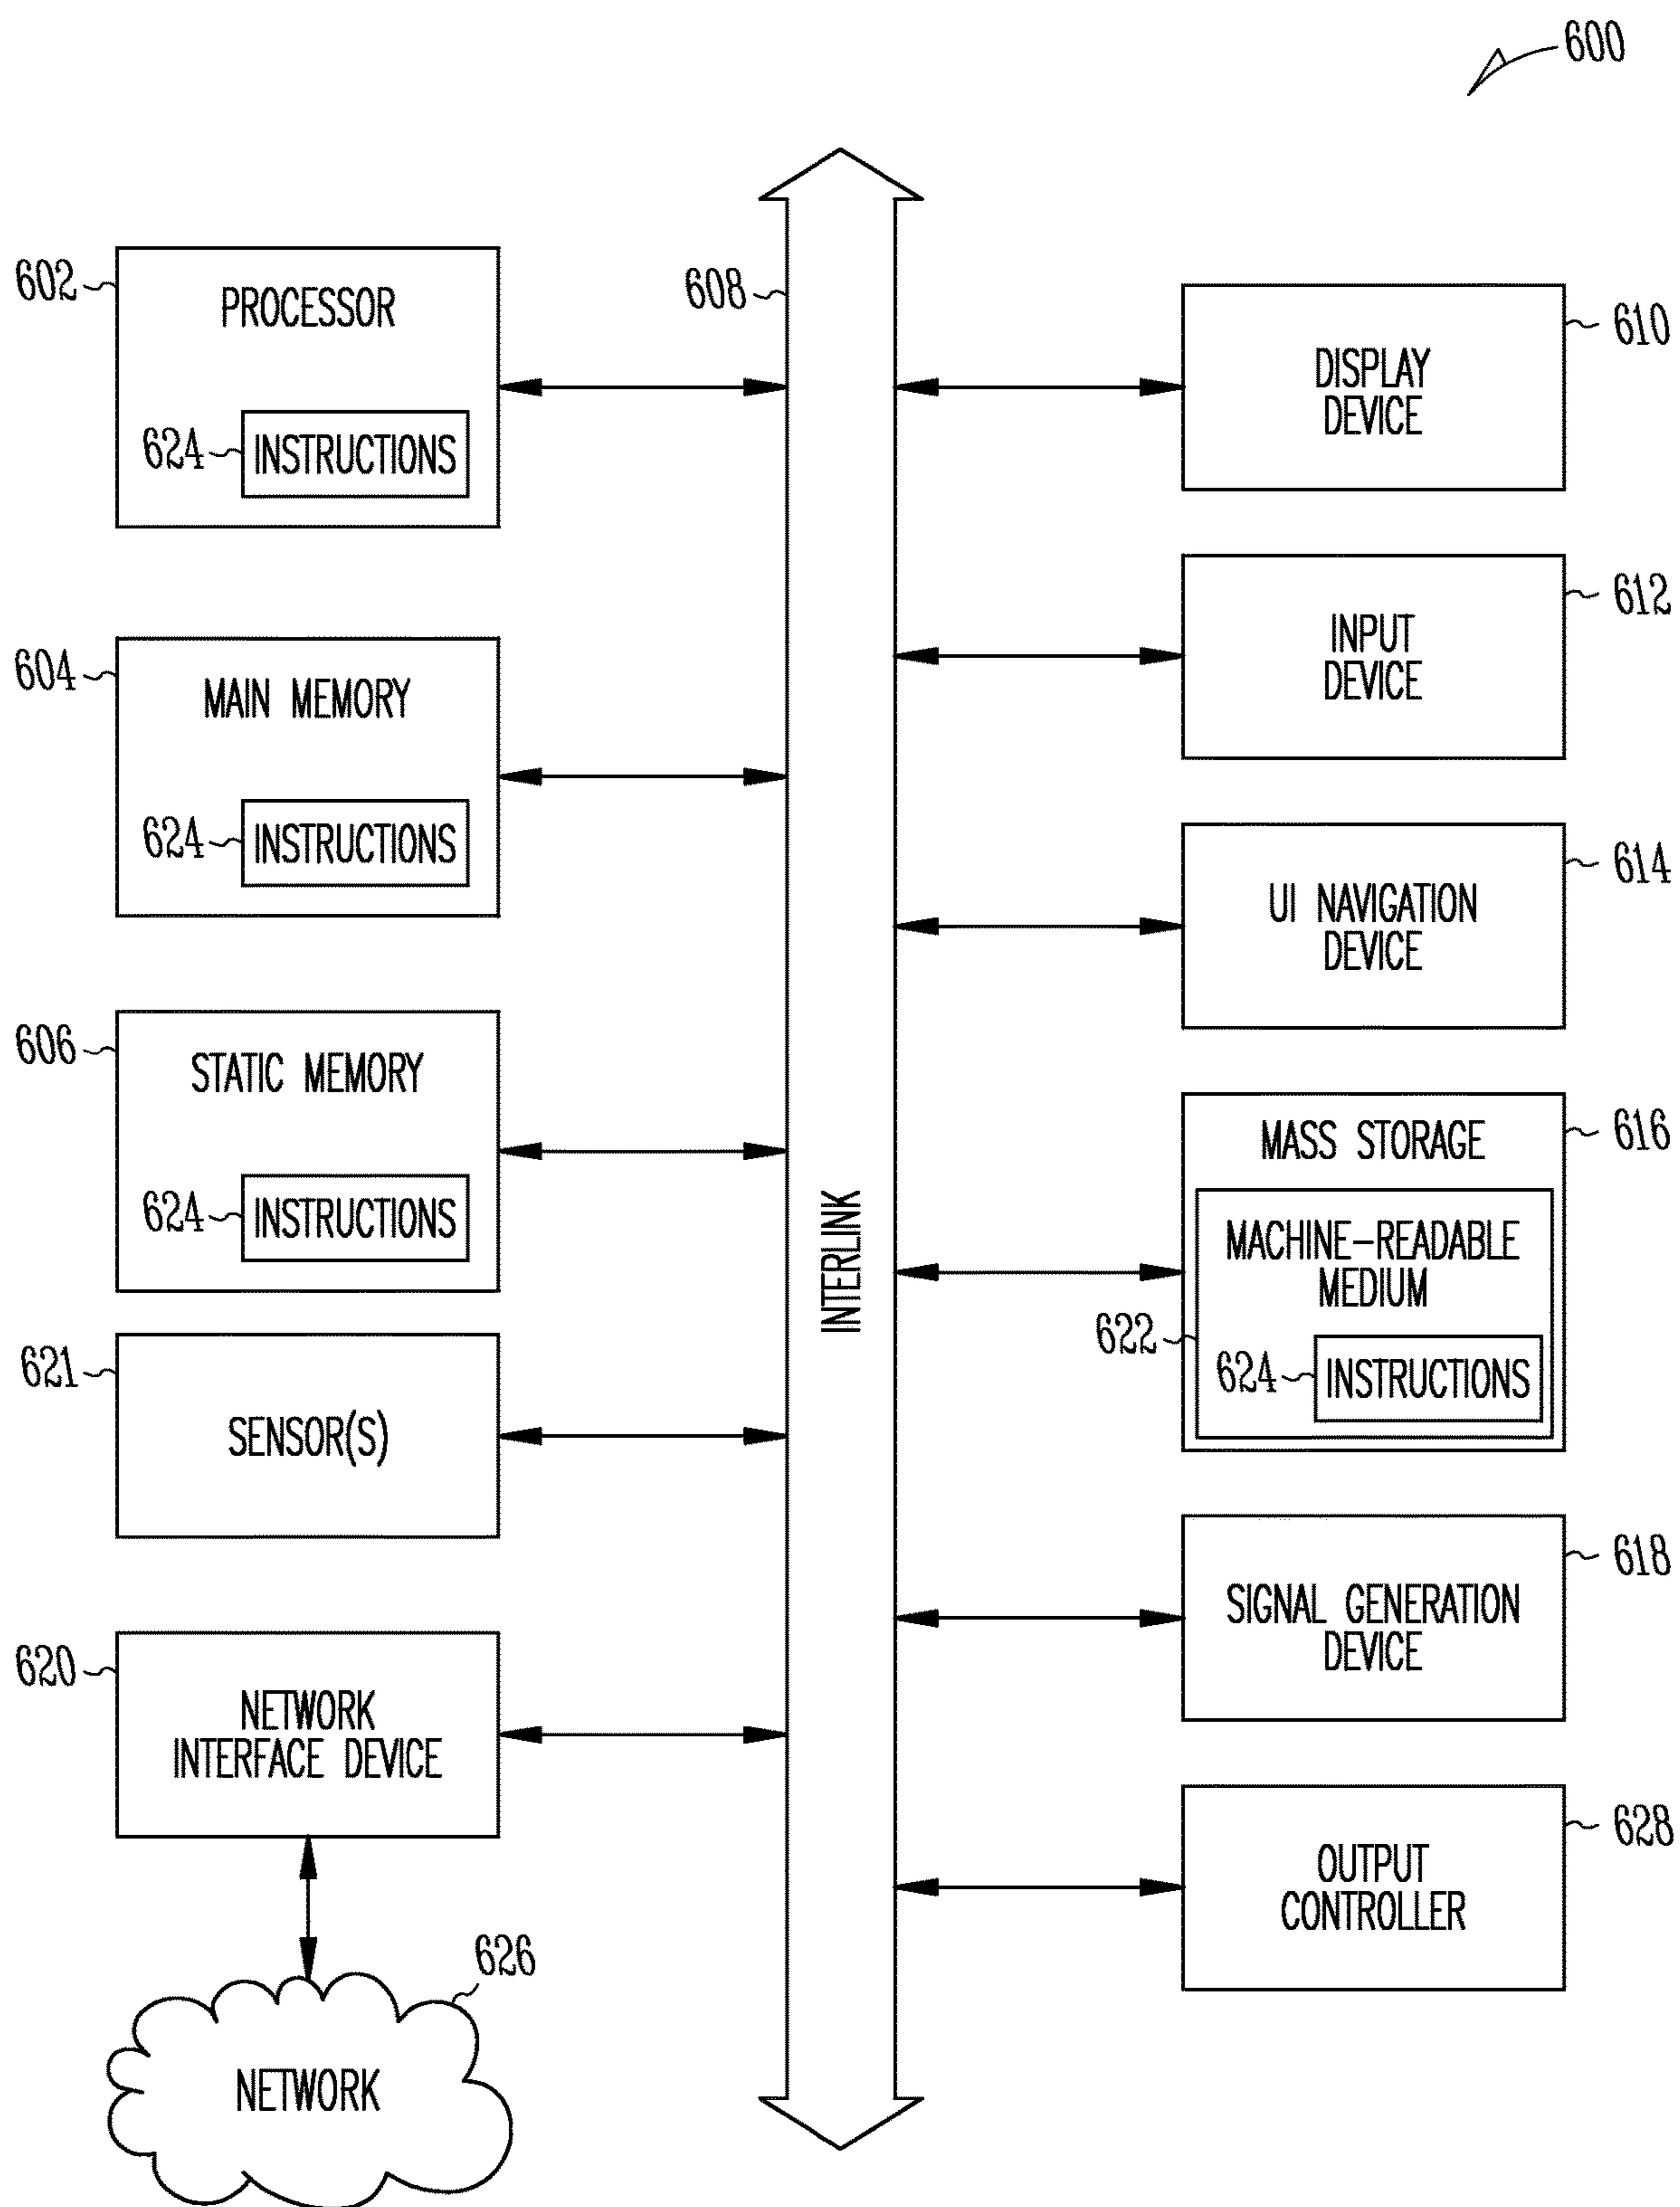 600
602
PROCESSOR
624
INSTRUCTIONS
604
MAIN MEMORY
624
INSTRUCTIONS
606
STATIC MEMORY
624
INSTRUCTIONS
621
SENSOR(S)
620
NETWORK
INTERFACE DEVICE
626
NETWORK
608
INTERLINK
610
DISPLAY
DEVICE
612
INPUT
DEVICE
614
UI NAVIGATION
DEVICE
616
MASS STORAGE
MACHINE-READABLE
MEDIUM
622
624
INSTRUCTIONS
618
SIGNAL GENERATION
DEVICE
628
OUTPUT
CONTROLLER